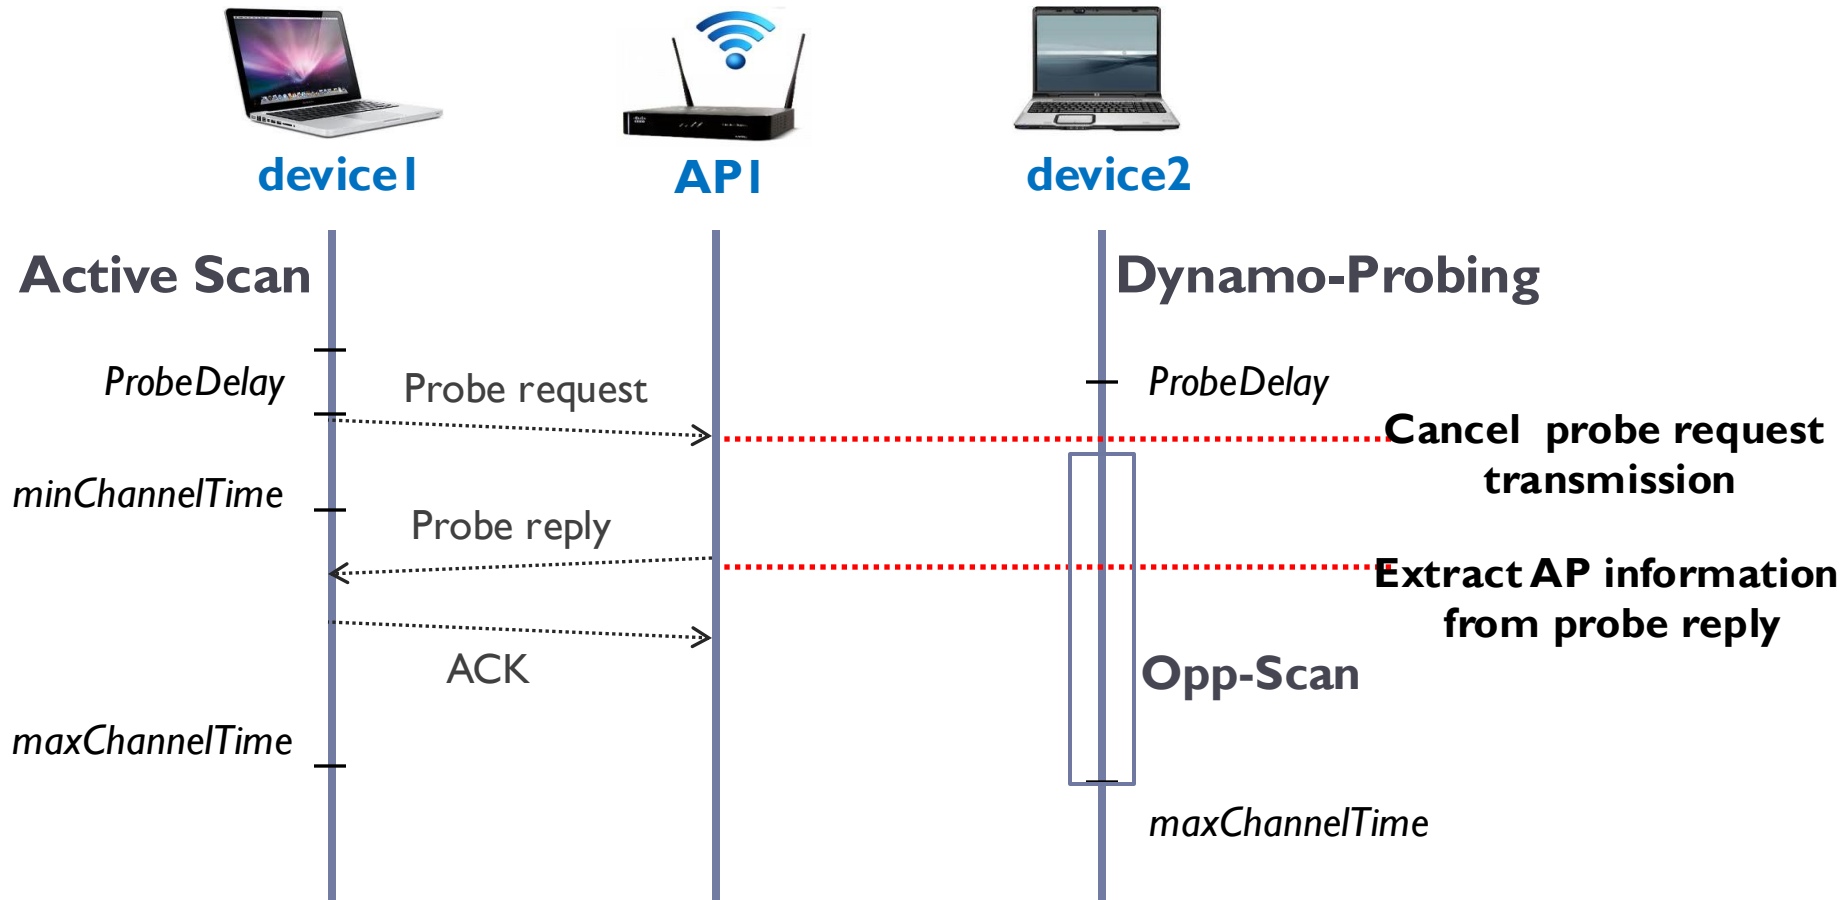 device1
AP1
device2
Active Scan
Dynamo-Probing
ProbeDelay
Probe request
ProbeDelay
Cancel probe request
transmission
minChannelTime
Probe reply
Extract AP information
from probe reply
ACK
Opp-Scan
maxChannelTime
maxChannelTime